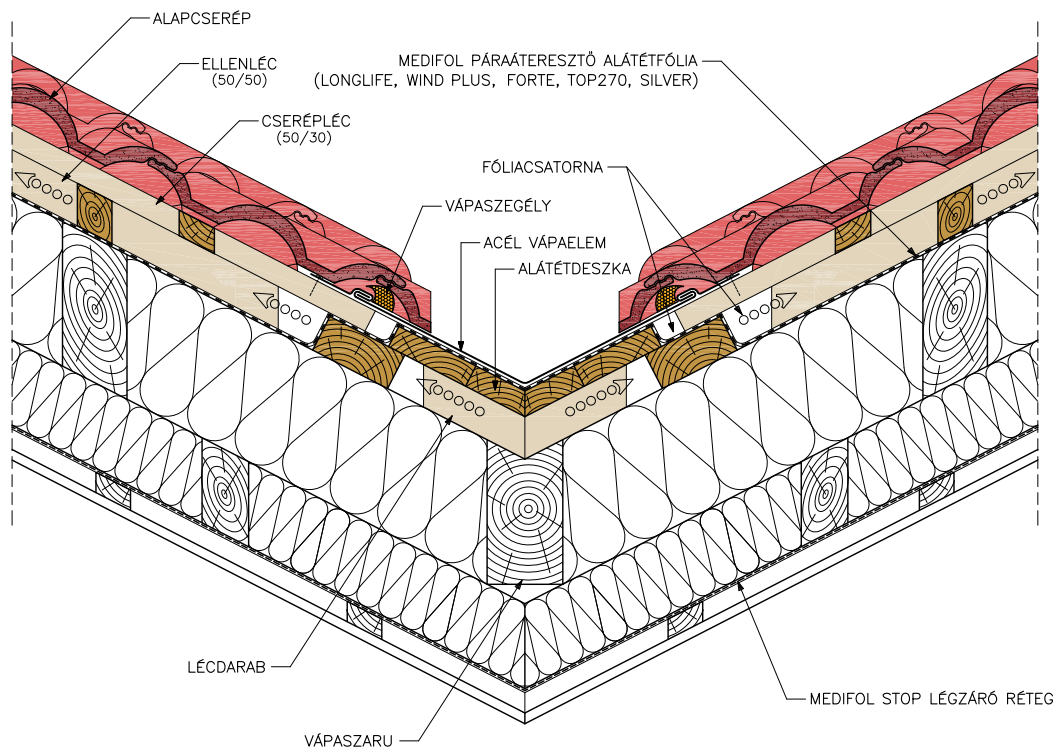 ALAPCSERÉP
ELLENLÉC
(50/50)
CSERÉPLÉC
(50/30)
MEDIFOL PÁRAÁTERESZTŐ ALÁTÉTFÓLIA
(LONGLIFE, WIND PLUS, FORTE, TOP270, SILVER)
FÓLIACSATORNA
VÁPASZEGÉLY
ACÉL VÁPAELEM
ALÁTÉTDESZKA
LÉCDARAB
VÁPASZARU
MEDIFOL STOP LÉGZÁRÓ RÉTEG